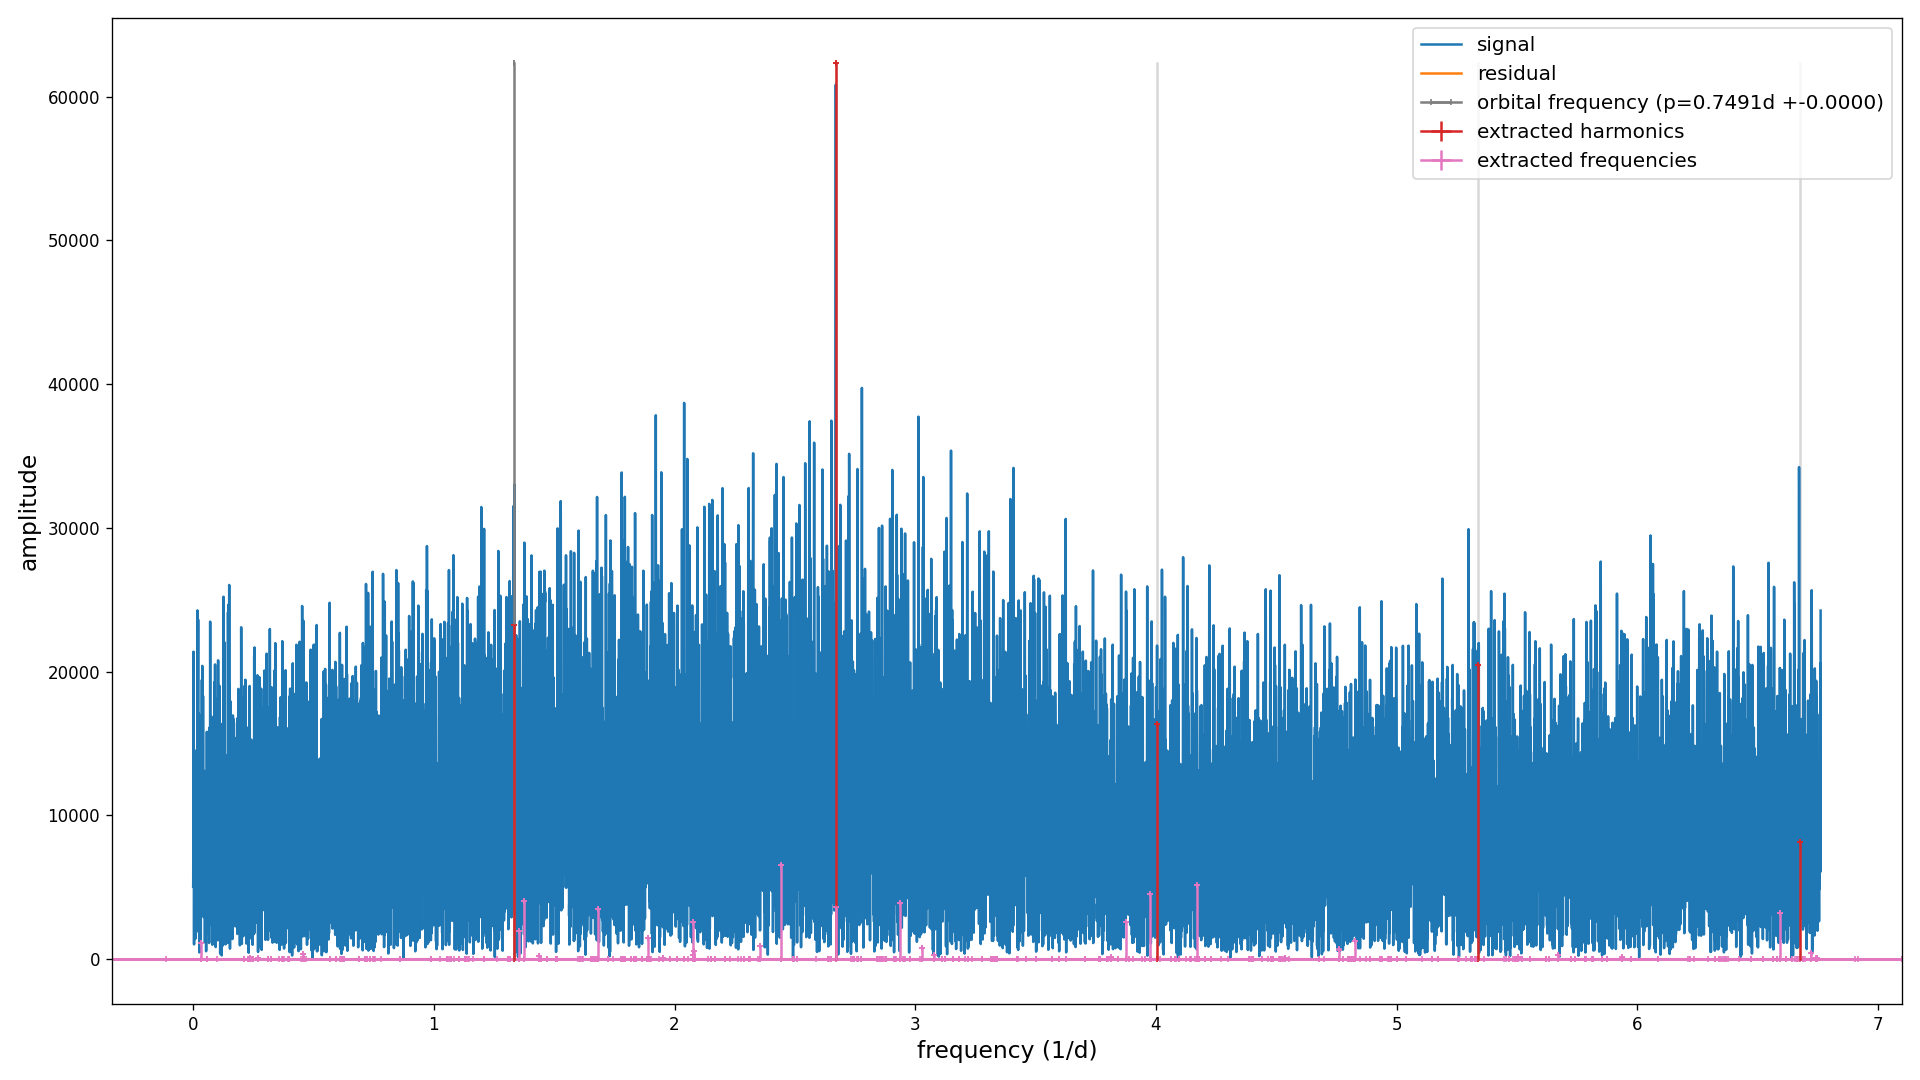 signal
residual
orbital frequency (p=0.7491d +-0.0000)
extracted harmonics
extracted frequencies
60000
50000
40000
30000
20000
10000
0
amplitude
0 1 2 3 4 5 6 7
frequency (1/d)